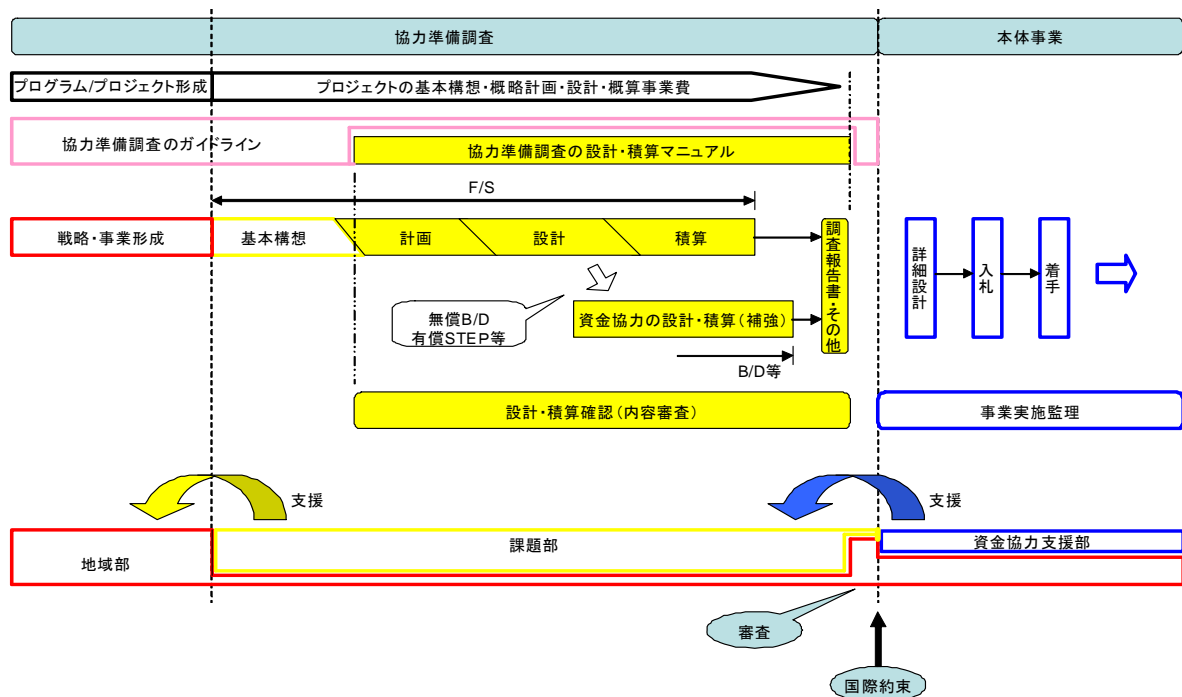 協力準備調査
本体事業
プログラム/プロジェクト形成
プロジェクトの基本構想・概略計画・設計・概算事業費
協力準備調査のガイドライン
協力準備調査の設計・積算マニュアル
F/S
戦略・事業形成
基本構想
計画
設計
積算
調査報告書・その他
詳細設計
入札
着手
無償B/D
有償STEP等
資金協力の設計・積算(補強)
B/D等
設計・積算確認(内容審査)
事業実施監理
支援
支援
地域部
課題部
資金協力支援部
審査
国際約束